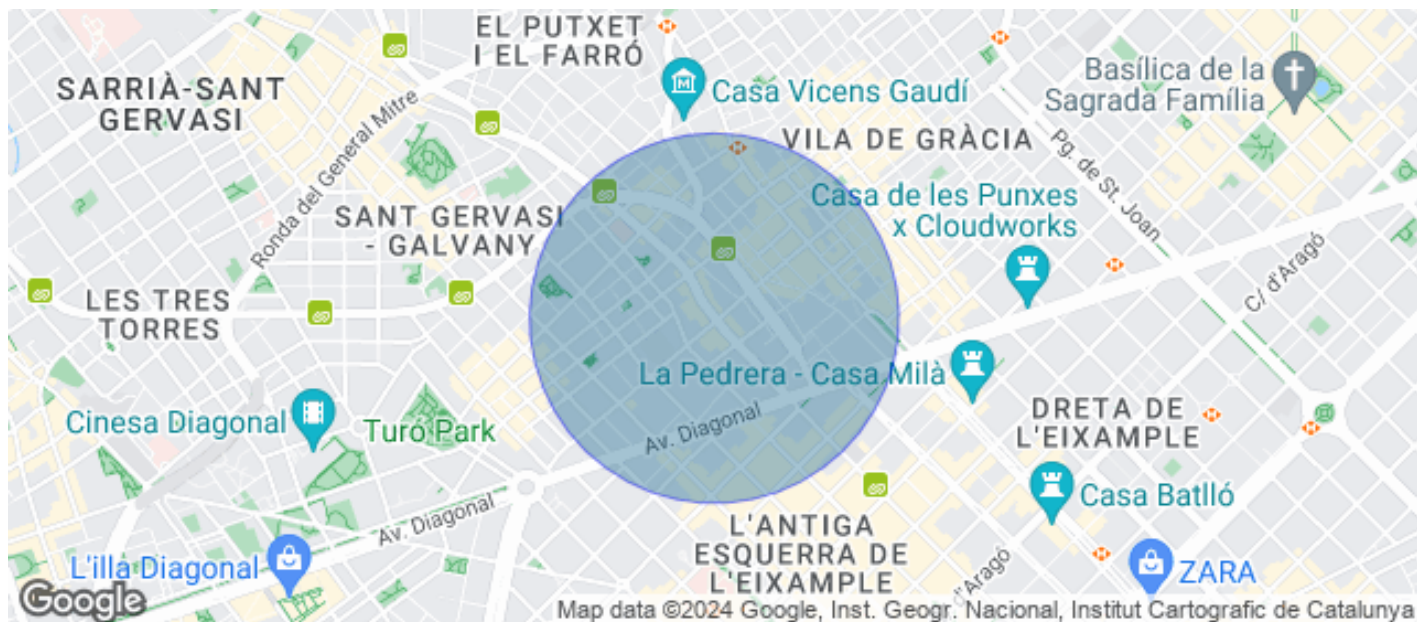 EL PUTXET
I EL FARRÓ
SARRIÀ-SANT
GERVASI
Casa Vicens Gaudí
Basílica de la
Sagrada Família
Ronda del General Mitre
VILA DE GRÀCIA
Pg. de St. Joan
SANT GERVASI
- GALVANY
Casa de les Punxes
x Cloudworks
C/ d'Aragó
LES TRES
TORRES
La Pedrera - Casa Milà
Cinesa Diagonal
Turó Park
Av. Diagonal
DRETA DE
L'EIXAMPLE
Casa Batlló
Av. Diagonal
L'ANTIGA
ESQUERRA DE
L'EIXAMPLE
L'illa Diagonal
d'Aragó
ZARA
Google
Map data ©2024 Google, Inst. Geogr. Nacional, Institut Cartografic de Catalunya